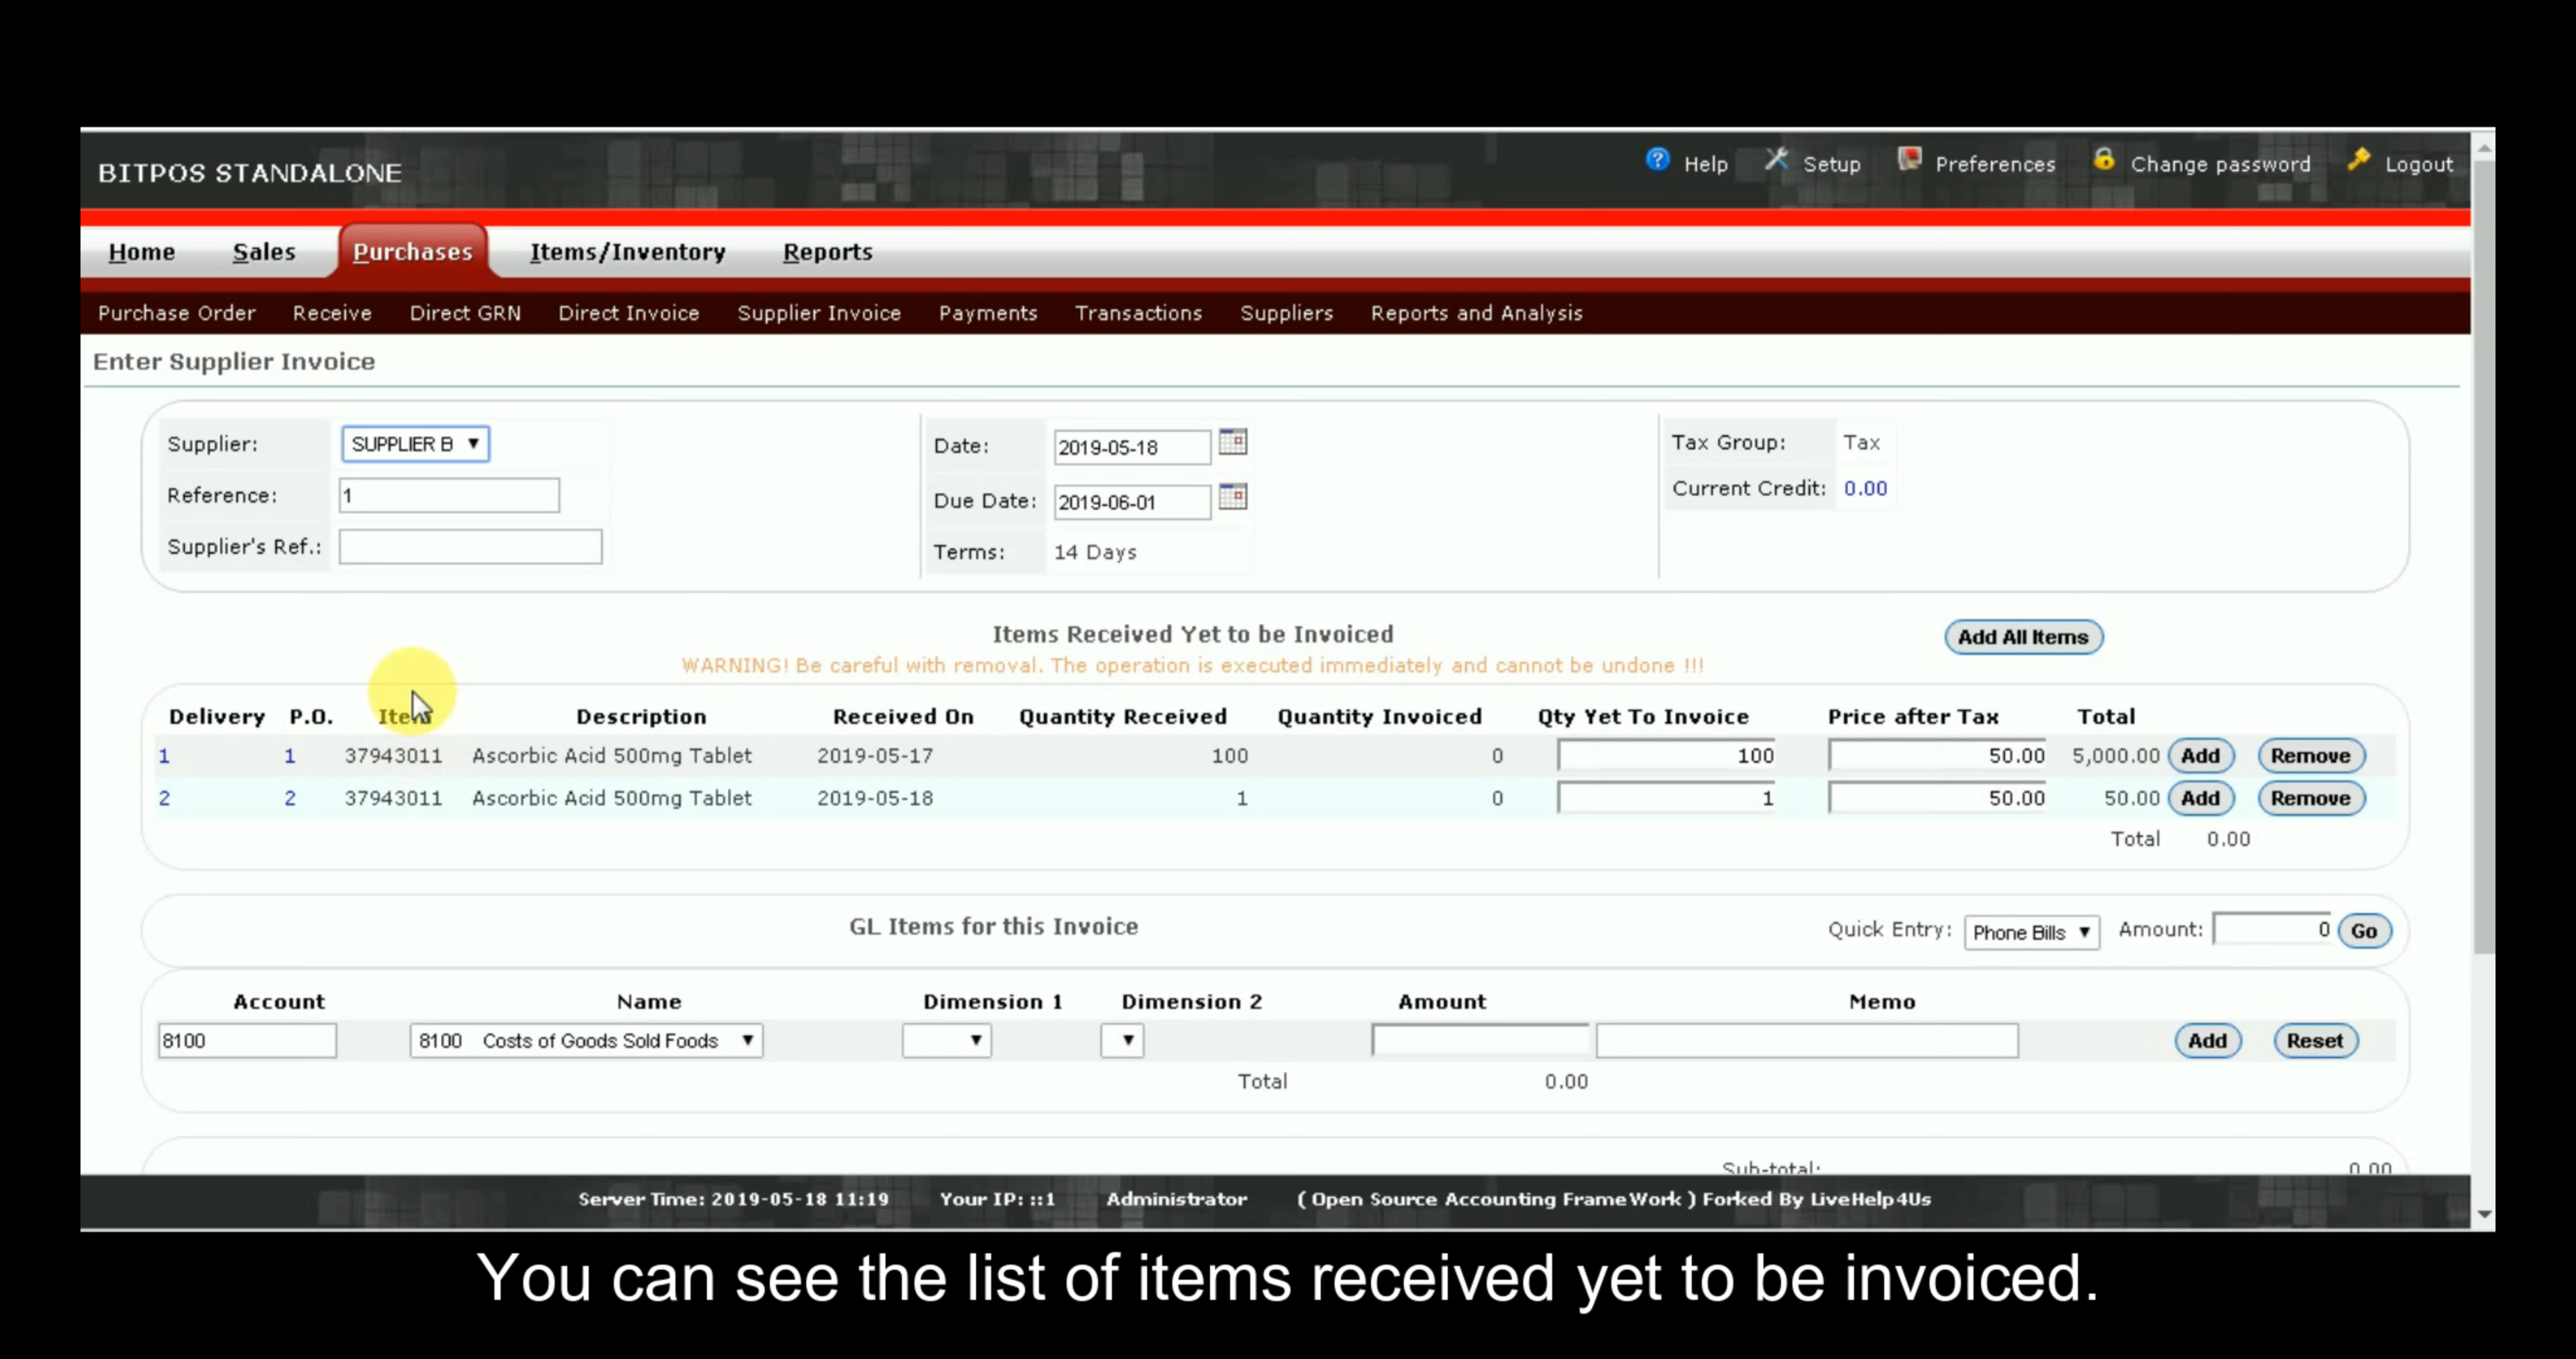 BITPOS STANDALONE
Help Setup Preferences Change password Logout
Home Sales Purchases Items/Inventory Reports
Purchase Order Receive Direct GRN Direct Invoice Supplier Invoice Payments Transactions Suppliers Reports and Analysis
Enter Supplier Invoice
Supplier: SUPPLIER B Date: 2019-05-18 Tax Group: Tax
Reference: 1 Due Date: 2019-06-01 Current Credit: 0.00
Supplier's Ref.: Terms: 14 Days
Items Received Yet to be Invoiced Add All Items
WARNING! Be careful with removal. The operation is executed immediately and cannot be undone !!!
Delivery P.O. Item Description Received On Quantity Received Quantity Invoiced Qty Yet To Invoice Price after Tax Total
1 1 37943011 Ascorbic Acid 500mg Tablet 2019-05-17 100 0 100 50.00 5,000.00 Add Remove
2 2 37943011 Ascorbic Acid 500mg Tablet 2019-05-18 1 0 1 50.00 50.00 Add Remove
Total 0.00
GL Items for this Invoice Quick Entry: Phone Bills Amount: 0 Go
Account Name Dimension 1 Dimension 2 Amount Memo
8100 8100 Costs of Goods Sold Foods Add Reset
Total 0.00
Sub-total: 0.00
Server Time: 2019-05-18 11:19 Your IP: ::1 Administrator ( Open Source Accounting FrameWork ) Forked By LiveHelp4Us
You can see the list of items received yet to be invoiced.